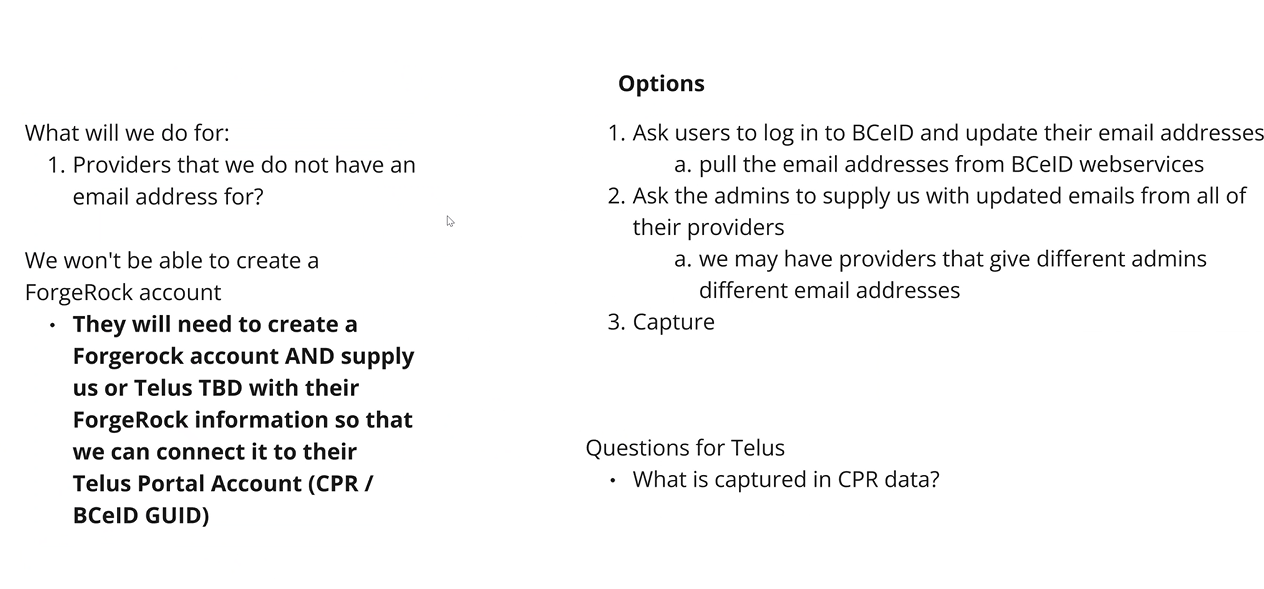 What will we do for:
1. Providers that we do not have an
email address for?
We won't be able to create a
ForgeRock account
• They will need to create a
Forgerock account AND supply
us or Telus TBD with their
ForgeRock information so that
we can connect it to their
Telus Portal Account (CPR /
BCeID GUID)
Options
1. Ask users to log in to BCeID and update their email addresses
a. pull the email addresses from BCeID webservices
2. Ask the admins to supply us with updated emails from all of
their providers
a. we may have providers that give different admins
different email addresses
3. Capture
Questions for Telus
• What is captured in CPR data?